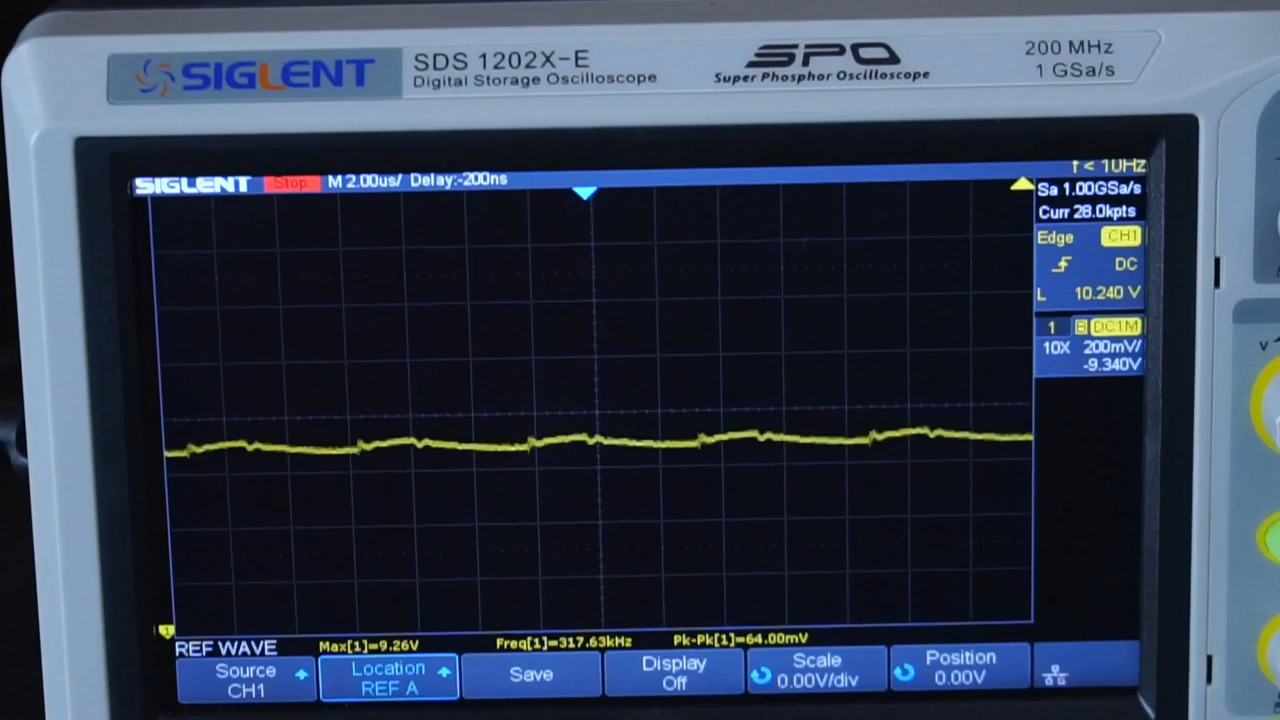 SIGLENT
SDS 1202X-E
Digital Storage Oscilloscope
SPO
Super Phosphor Oscilloscope
200 MHz
1 GSa/s
SIGLENT Stop M 2.00us/ Delay:-200ns
f < 10Hz
Sa 1.00GSa/s
Curr 28.0kpts
Edge CH1
DC
L 10.240 V
1 B DC1M
10X 200mV/
-9.340V
1
REF WAVE Max[1]=9.26V Freq[1]=317.63kHz Pk-Pk[1]=64.00mV
Source
CH1
Location
REF A
Save
Display
Off
Scale
0.00V/div
Position
0.00V
V